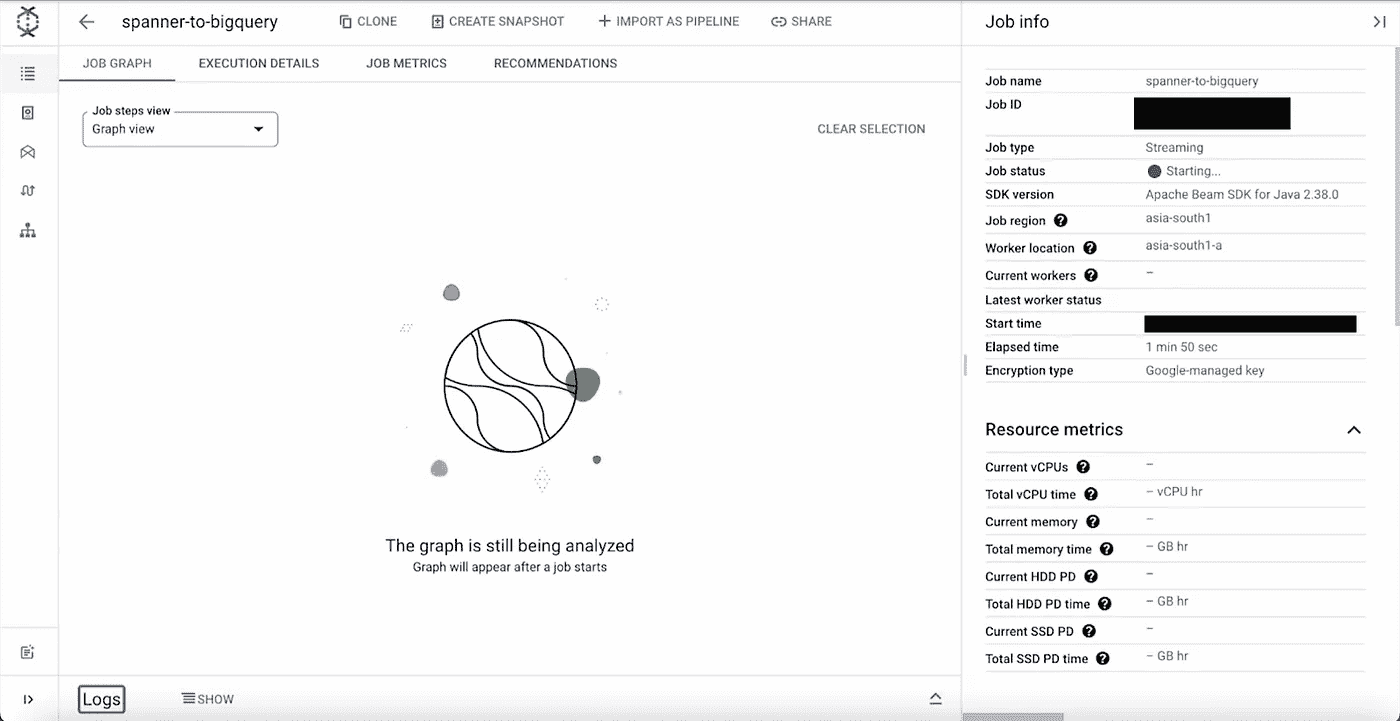 spanner-to-bigquery
CLONE
CREATE SNAPSHOT
IMPORT AS PIPELINE
SHARE
JOB GRAPH
EXECUTION DETAILS
JOB METRICS
RECOMMENDATIONS
Job steps view
Graph view
CLEAR SELECTION
The graph is still being analyzed
Graph will appear after a job starts
Logs
SHOW
Job info
Job name spanner-to-bigquery
Job ID
Job type Streaming
Job status Starting...
SDK version Apache Beam SDK for Java 2.38.0
Job region ? asia-south1
Worker location ? asia-south1-a
Current workers ? –
Latest worker status
Start time
Elapsed time 1 min 50 sec
Encryption type Google-managed key
Resource metrics
Current vCPUs ? –
Total vCPU time ? – vCPU hr
Current memory ? –
Total memory time ? – GB hr
Current HDD PD ? –
Total HDD PD time ? – GB hr
Current SSD PD ? –
Total SSD PD time ? – GB hr